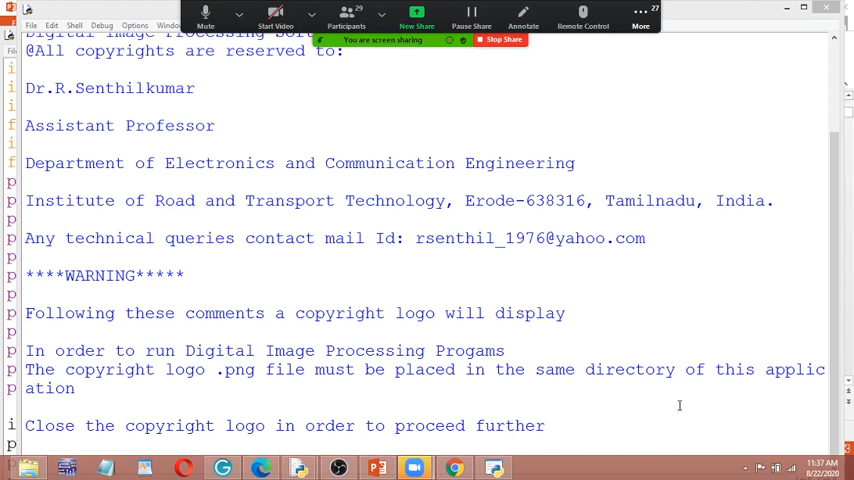 File Edit Shell Debug Options Window
Mute
Start Video
29
Participants
New Share
Pause Share
Annotate
Remote Control
27
More
You are screen sharing
Stop Share
@All copyrights are reserved to:
Dr.R.Senthilkumar
Assistant Professor
Department of Electronics and Communication Engineering
Institute of Road and Transport Technology, Erode-638316, Tamilnadu, India.
Any technical queries contact mail Id: rsenthil_1976@yahoo.com
****WARNING*****
Following these comments a copyright logo will display
In order to run Digital Image Processing Progams
The copyright logo .png file must be placed in the same directory of this applic
ation
Close the copyright logo in order to proceed further
11:37 AM
8/22/2020